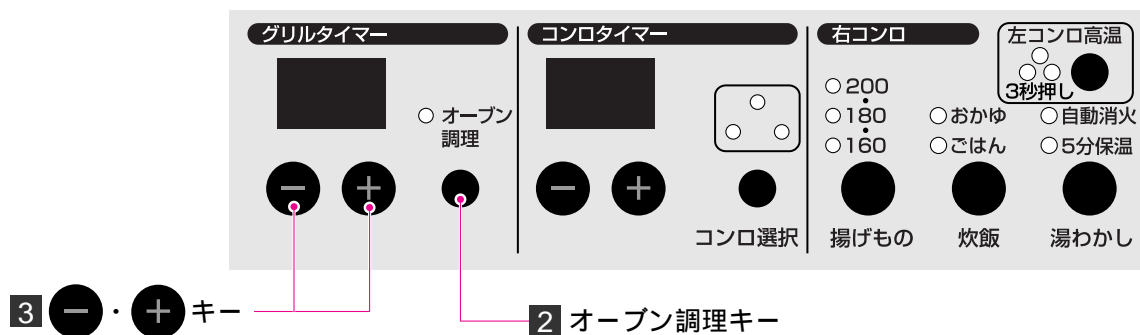 グリルタイマー
オーブン
調理
コンロタイマー
コンロ選択
右コンロ
200
180
160
揚げもの
おかゆ
ごはん
炊飯
左コンロ高温
3秒押し
自動消火
5分保温
湯わかし
3 −・+キー
2 オーブン調理キー